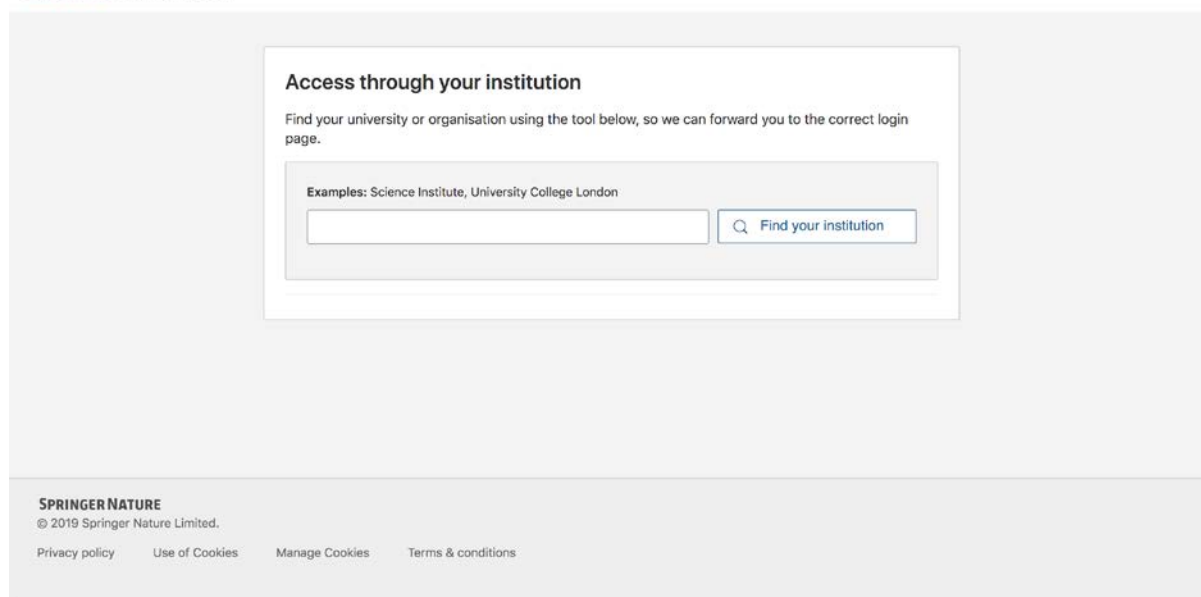 Access through your institution
Find your university or organisation using the tool below, so we can forward you to the correct login
page.
Examples: Science Institute, University College London
Find your institution
SPRINGER NATURE
© 2019 Springer Nature Limited.
Privacy policy Use of Cookies Manage Cookies Terms & conditions